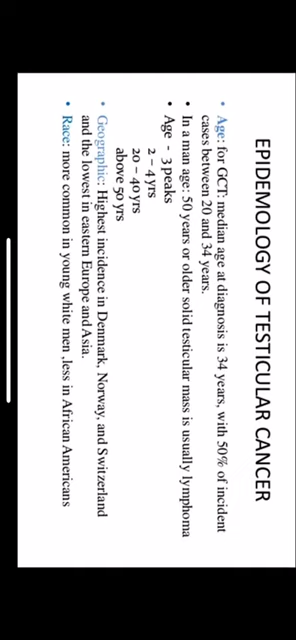 EPIDEMOLOGY OF TESTICULAR CANCER
• Age: for GCT: median age at diagnosis is 34 years, with 50% of incident
cases between 20 and 34 years.
• In a man age: 50 years or older solid testicular mass is usually lymphoma
• Age - 3 peaks
2 – 4 yrs
20 – 40 yrs
above 50 yrs
• Geographic: Highest incidence in Denmark, Norway, and Switzerland
and the lowest in eastern Europe and Asia.
• Race: more common in young white men ,less in African Americans